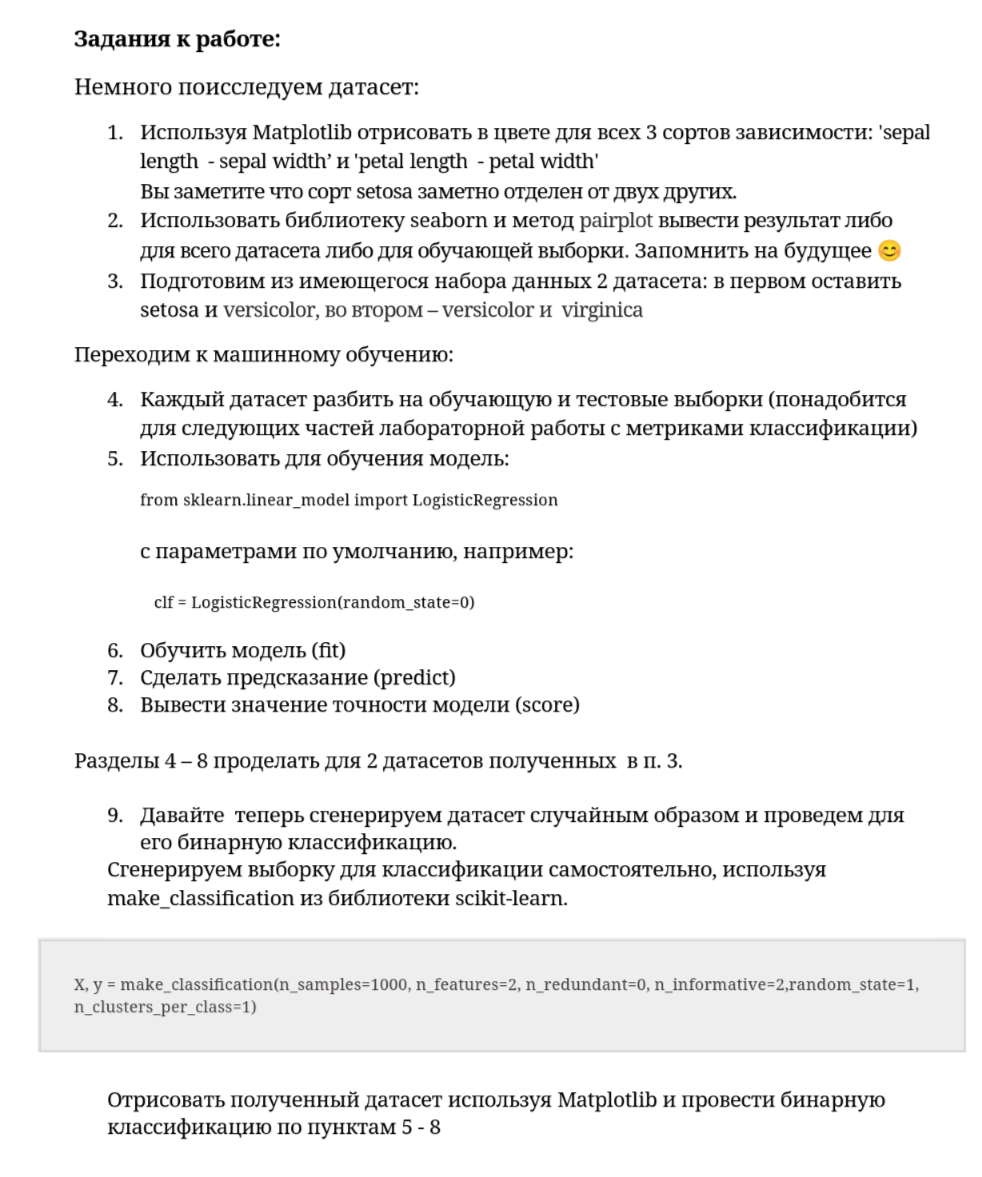 Задания к работе:
Немного поисследуем датасет:
1. Используя Matplotlib отрисовать в цвете для всех 3 сортов зависимости: 'sepal
length - sepal width’ и 'petal length - petal width'
Вы заметите что сорт setosa заметно отделен от двух других.
2. Использовать библиотеку seaborn и метод pairplot вывести результат либо
для всего датасета либо для обучающей выборки. Запомнить на будущее 😊
3. Подготовим из имеющегося набора данных 2 датасета: в первом оставить
setosa и versicolor, во втором – versicolor и virginica
Переходим к машинному обучению:
4. Каждый датасет разбить на обучающую и тестовые выборки (понадобится
для следующих частей лабораторной работы с метриками классификации)
5. Использовать для обучения модель:
from sklearn.linear_model import LogisticRegression
с параметрами по умолчанию, например:
clf = LogisticRegression(random_state=0)
6. Обучить модель (fit)
7. Сделать предсказание (predict)
8. Вывести значение точности модели (score)
Разделы 4 – 8 проделать для 2 датасетов полученных в п. 3.
9. Давайте теперь сгенерируем датасет случайным образом и проведем для
его бинарную классификацию.
Сгенерируем выборку для классификации самостоятельно, используя
make_classification из библиотеки scikit-learn.
X, y = make_classification(n_samples=1000, n_features=2, n_redundant=0, n_informative=2,random_state=1,
n_clusters_per_class=1)
Отрисовать полученный датасет используя Matplotlib и провести бинарную
классификацию по пунктам 5 - 8